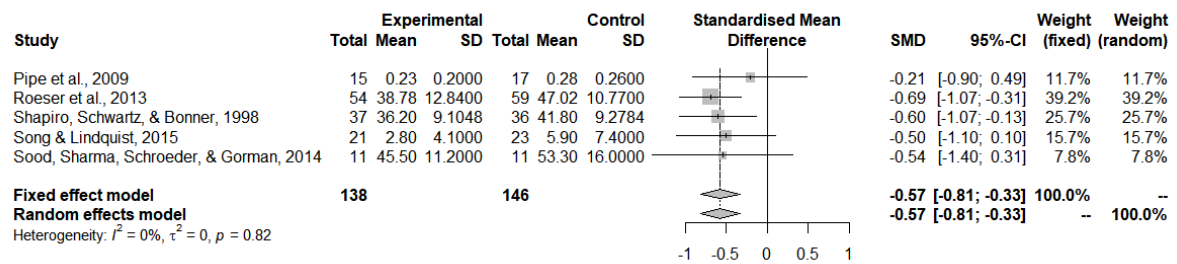 Experimental Control Standardised Mean Weight Weight
Study Total Mean SD Total Mean SD Difference SMD 95%-CI (fixed) (random)
Pipe et al., 2009 15 0.23 0.2000 17 0.28 0.2600 -0.21 [-0.90; 0.49] 11.7% 11.7%
Roeser et al., 2013 54 38.78 12.8400 59 47.02 10.7700 -0.69 [-1.07; -0.31] 39.2% 39.2%
Shapiro, Schwartz, & Bonner, 1998 37 36.20 9.1048 36 41.80 9.2784 -0.60 [-1.07; -0.13] 25.7% 25.7%
Song & Lindquist, 2015 21 2.80 4.1000 23 5.90 7.4000 -0.50 [-1.10; 0.10] 15.7% 15.7%
Sood, Sharma, Schroeder, & Gorman, 2014 11 45.50 11.2000 11 53.30 16.0000 -0.54 [-1.40; 0.31] 7.8% 7.8%
Fixed effect model 138 146 -0.57 [-0.81; -0.33] 100.0% --
Random effects model -0.57 [-0.81; -0.33] -- 100.0%
Heterogeneity: I² = 0%, τ² = 0, p = 0.82
-1 -0.5 0 0.5 1